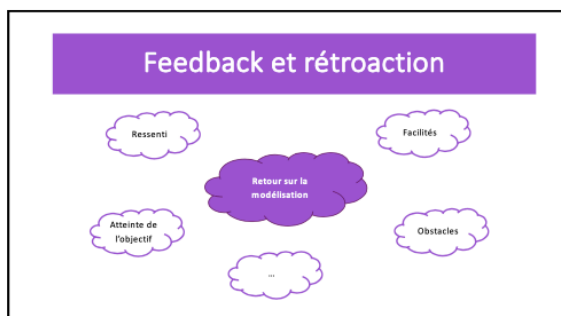 Feedback et rétroaction
Ressenti
Facilités
Retour sur la
modélisation
Atteinte de
l'objectif
Obstacles
...